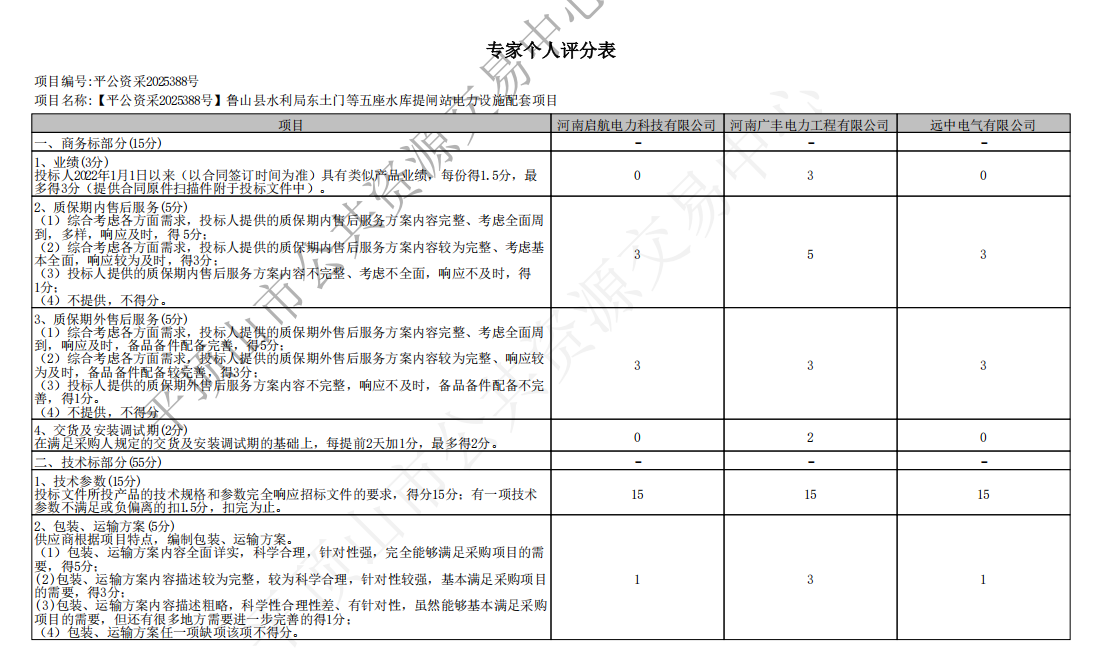 专家个人评分表
项目编号:平公资采2025388号
项目名称:【平公资采2025388号】鲁山县水利局东土门等五座水库提闸站电力设施配套项目
项目 河南启航电力科技有限公司 河南广丰电力工程有限公司 远中电气有限公司
一、商务标部分(15分) - - -
1、业绩(3分)
投标人2022年1月1日以来（以合同签订时间为准）具有类似产品业绩，每份得1.5分，最
多得3分（提供合同原件扫描件附于投标文件中）。
0 3 0
2、质保期内售后服务(5分)
（1）综合考虑各方面需求，投标人提供的质保期内售后服务方案内容完整、考虑全面周
到，多样，响应及时，得 5分；
（2）综合考虑各方面需求，投标人提供的质保期内售后服务方案内容较为完整、考虑基
本全面，响应较为及时，得3分；
（3）投标人提供的质保期内售后服务方案内容不完整、考虑不全面，响应不及时，得
1分；
（4）不提供，不得分。
3 5 3
3、质保期外售后服务(5分)
（1）综合考虑各方面需求，投标人提供的质保期外售后服务方案内容完整、考虑全面周
到，响应及时，备品备件配备完善，得5分；
（2）综合考虑各方面需求，投标人提供的质保期外售后服务方案内容较为完整、响应较
为及时，备品备件配备较完善，得3分；
（3）投标人提供的质保期外售后服务方案内容不完整，响应不及时，备品备件配备不完
善，得1分。
（4）不提供，不得分
3 3 3
4、交货及安装调试期(2分)
在满足采购人规定的交货及安装调试期的基础上，每提前2天加1分，最多得2分。
0 2 0
二、技术标部分(55分) - - -
1、技术参数(15分)
投标文件所投产品的技术规格和参数完全响应招标文件的要求，得分15分；有一项技术
参数不满足或负偏离的扣1.5分，扣完为止。
15 15 15
2、包装、运输方案(5分)
供应商根据项目特点，编制包装、运输方案。
（1）包装、运输方案内容全面详实，科学合理，针对性强，完全能够满足采购项目的需
要，得5分；
(2)包装、运输方案内容描述较为完整，较为科学合理，针对性较强，基本满足采购项目
的需要，得3分；
(3)包装、运输方案内容描述粗略，科学性合理性差、有针对性，虽然能够基本满足采购
项目的需要，但还有很多地方需要进一步完善的得1分；
（4）包装、运输方案任一项缺项该项不得分。
1 3 1
平顶山市公共资源交易中心
平顶山市公共资源交易中心